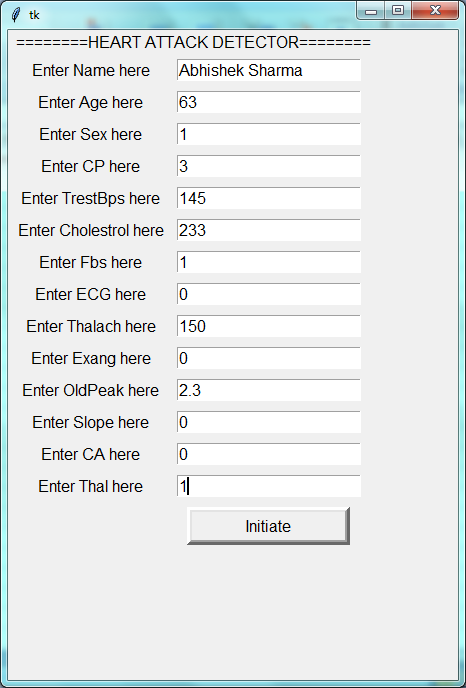 tk
========HEART ATTACK DETECTOR========
Enter Name here Abhishek Sharma
Enter Age here 63
Enter Sex here 1
Enter CP here 3
Enter TrestBps here 145
Enter Cholestrol here 233
Enter Fbs here 1
Enter ECG here 0
Enter Thalach here 150
Enter Exang here 0
Enter OldPeak here 2.3
Enter Slope here 0
Enter CA here 0
Enter Thal here 1
Initiate